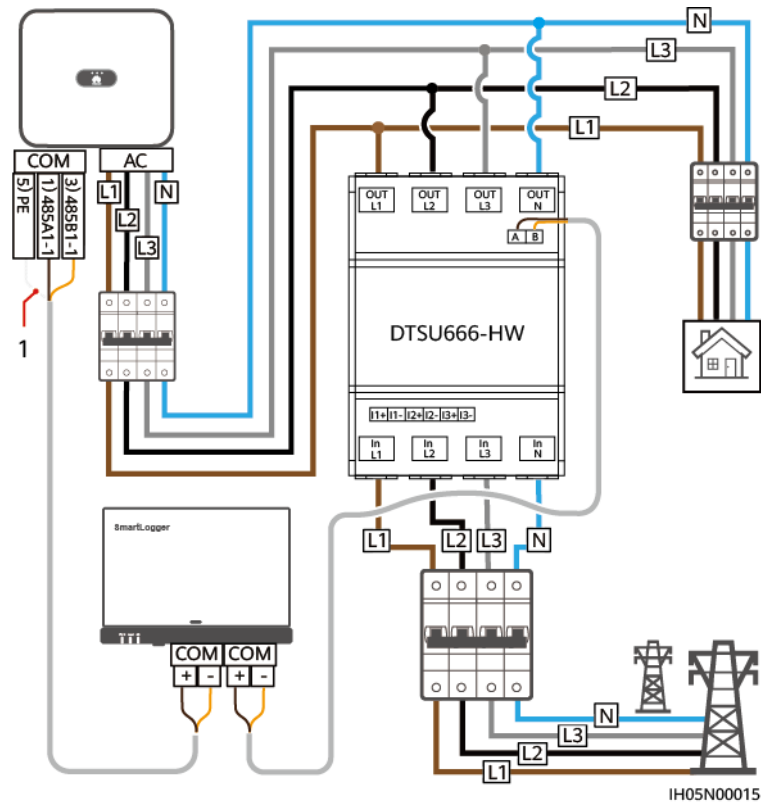 N
L3
L2
L1
COM
AC
5) PE
1) 485A1-1
3) 485B1-1
L1
L2
L3
N
1
OUT L1
OUT L2
OUT L3
OUT N
A B
DTSU666-HW
I1+ I1- I2+ I2- I3+ I3-
In L1
In L2
In L3
In N
L1
L2
L3
N
SmartLogger
COM
COM
+ -
+ -
N
L3
L2
L1
IH05N00015